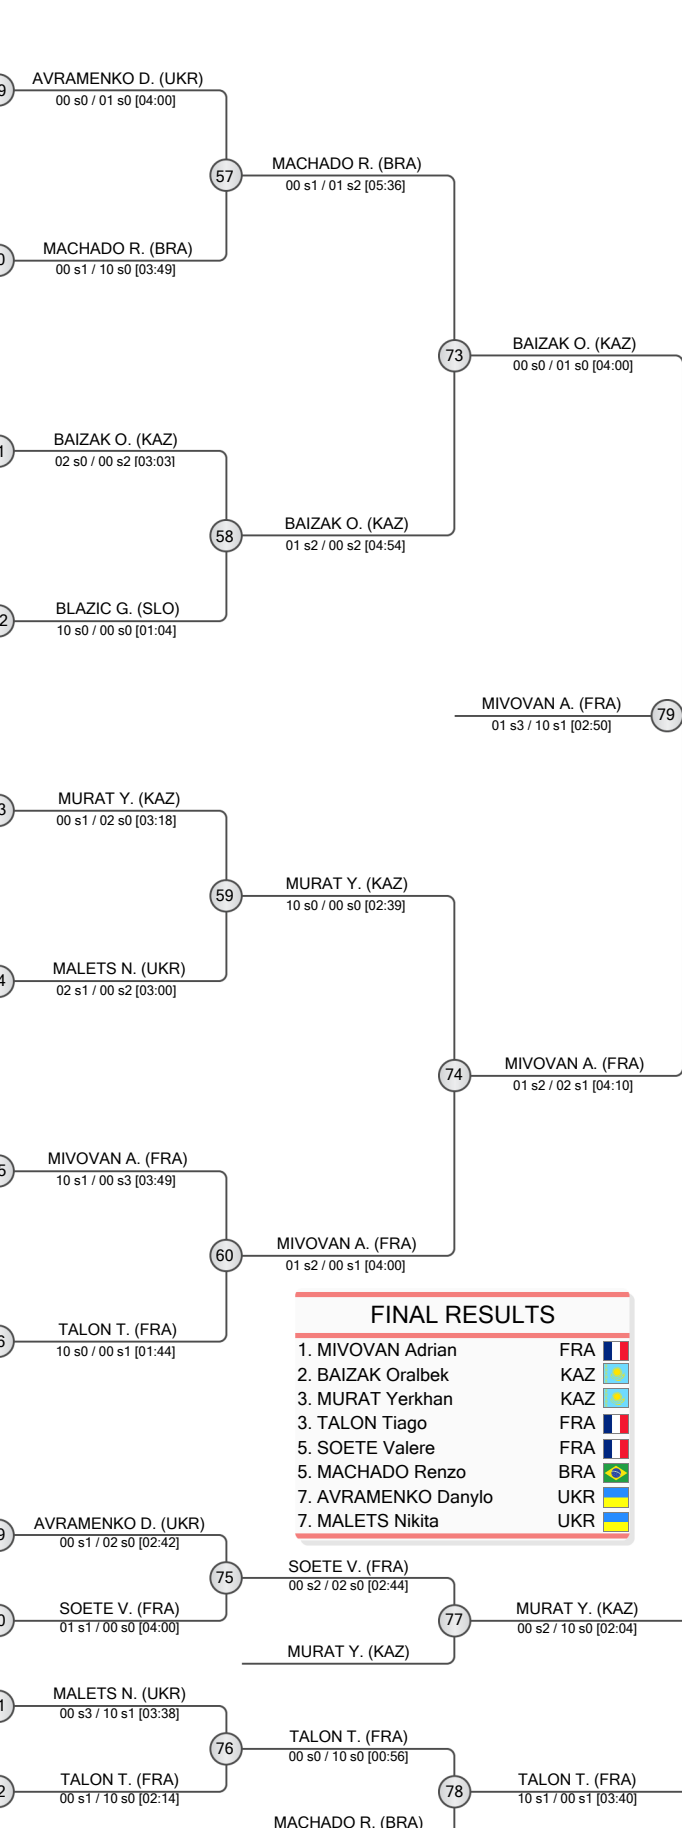 AVRAMENKO D. (UKR)
9
00 s0 / 01 s0 [04:00]
MACHADO R. (BRA)
57
00 s1 / 01 s2 [05:36]
MACHADO R. (BRA)
0
00 s1 / 10 s0 [03:49]
BAIZAK O. (KAZ)
73
00 s0 / 01 s0 [04:00]
BAIZAK O. (KAZ)
1
02 s0 / 00 s2 [03:03]
BAIZAK O. (KAZ)
58
01 s2 / 00 s2 [04:54]
BLAZIC G. (SLO)
2
10 s0 / 00 s0 [01:04]
MIVOVAN A. (FRA)
79
01 s3 / 10 s1 [02:50]
MURAT Y. (KAZ)
3
00 s1 / 02 s0 [03:18]
MURAT Y. (KAZ)
59
10 s0 / 00 s0 [02:39]
MALETS N. (UKR)
4
02 s1 / 00 s2 [03:00]
MIVOVAN A. (FRA)
74
01 s2 / 02 s1 [04:10]
MIVOVAN A. (FRA)
5
10 s1 / 00 s3 [03:49]
MIVOVAN A. (FRA)
60
01 s2 / 00 s1 [04:00]
TALON T. (FRA)
6
10 s0 / 00 s1 [01:44]
FINAL RESULTS
1. MIVOVAN Adrian FRA
2. BAIZAK Oralbek KAZ
3. MURAT Yerkhan KAZ
3. TALON Tiago FRA
5. SOETE Valere FRA
5. MACHADO Renzo BRA
7. AVRAMENKO Danylo UKR
7. MALETS Nikita UKR
AVRAMENKO D. (UKR)
9
00 s1 / 02 s0 [02:42]
SOETE V. (FRA)
75
00 s2 / 02 s0 [02:44]
SOETE V. (FRA)
0
01 s1 / 00 s0 [04:00]
MURAT Y. (KAZ)
77
00 s2 / 10 s0 [02:04]
MURAT Y. (KAZ)
MALETS N. (UKR)
1
00 s3 / 10 s1 [03:38]
TALON T. (FRA)
76
00 s0 / 10 s0 [00:56]
TALON T. (FRA)
2
00 s1 / 10 s0 [02:14]
TALON T. (FRA)
78
10 s1 / 00 s1 [03:40]
MACHADO R. (BRA)